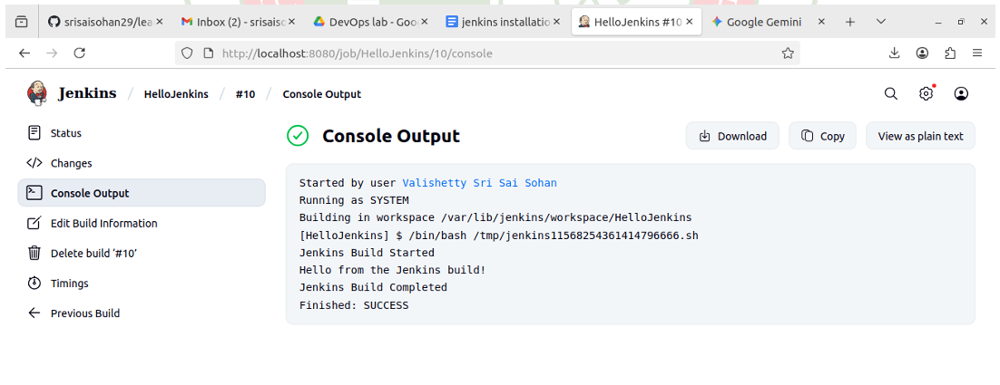 srisaisohan29/lea
Inbox (2) - srisaiso
DevOps lab - Goo
jenkins installatio
HelloJenkins #10
Google Gemini
http://localhost:8080/job/HelloJenkins/10/console
Jenkins / HelloJenkins / #10 / Console Output
Status
Changes
Console Output
Edit Build Information
Delete build ‘#10’
Timings
Previous Build
Console Output
Download
Copy
View as plain text
Started by user Valishetty Sri Sai Sohan
Running as SYSTEM
Building in workspace /var/lib/jenkins/workspace/HelloJenkins
[HelloJenkins] $ /bin/bash /tmp/jenkins11568254361414796666.sh
Jenkins Build Started
Hello from the Jenkins build!
Jenkins Build Completed
Finished: SUCCESS